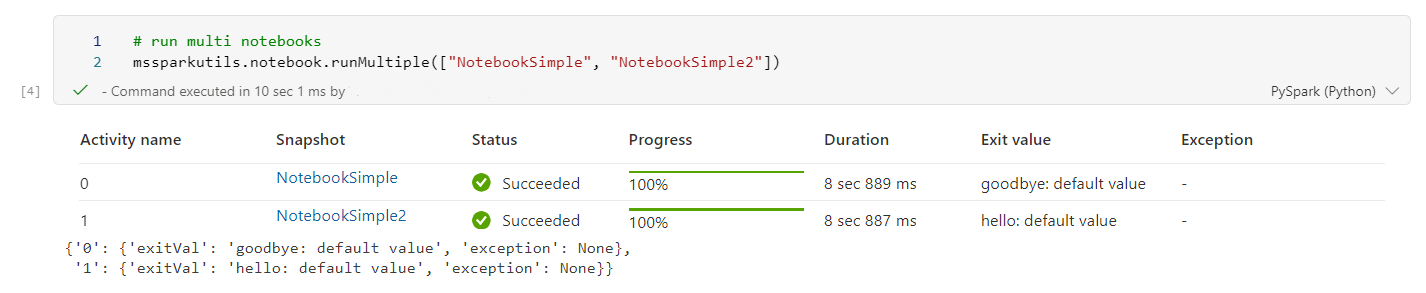 1 # run multi notebooks
2 mssparkutils.notebook.runMultiple(["NotebookSimple", "NotebookSimple2"])
[4] - Command executed in 10 sec 1 ms by PySpark (Python)
Activity name Snapshot Status Progress Duration Exit value Exception
0 NotebookSimple Succeeded 100% 8 sec 889 ms goodbye: default value -
1 NotebookSimple2 Succeeded 100% 8 sec 887 ms hello: default value -
{'0': {'exitVal': 'goodbye: default value', 'exception': None},
'1': {'exitVal': 'hello: default value', 'exception': None}}